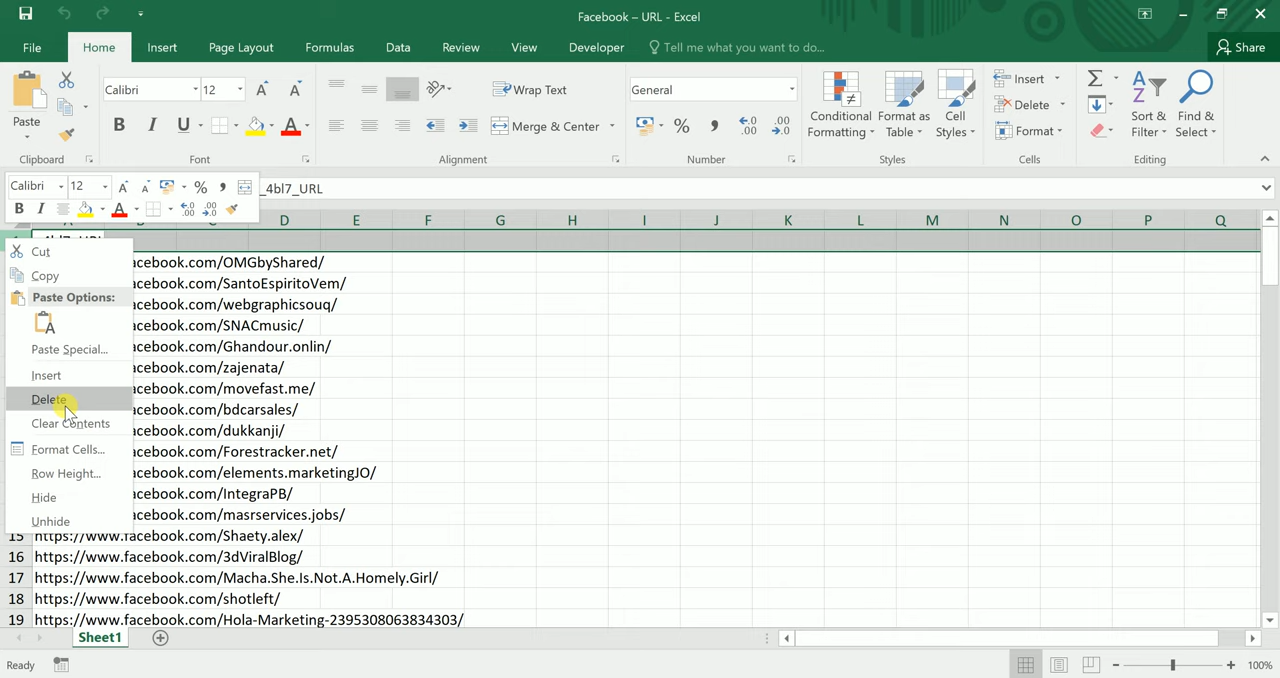 Facebook – URL - Excel
File Home Insert Page Layout Formulas Data Review View Developer Tell me what you want to do... Share
Calibri 12 Wrap Text General Insert
Paste Conditional Format as Cell Delete Sort & Find &
B I U Merge & Center % , Formatting Table Styles Format Filter Select
Clipboard Font Alignment Number Styles Cells Editing
Calibri 12 % , _4bl7_URL
B I A
D E F G H I J K L M N O P Q
Cut
acebook.com/OMGbyShared/
Copy
acebook.com/SantoEspiritoVem/
Paste Options:
acebook.com/webgraphicsouq/
acebook.com/SNACmusic/
Paste Special...
acebook.com/Ghandour.onlin/
acebook.com/zajenata/
Insert
acebook.com/movefast.me/
Delete
acebook.com/bdcarsales/
Clear Contents
acebook.com/dukkanji/
Format Cells...
acebook.com/Forestracker.net/
Row Height...
acebook.com/elements.marketingJO/
Hide
acebook.com/IntegraPB/
Unhide
acebook.com/masrservices.jobs/
15 https://www.facebook.com/Shaety.alex/
16 https://www.facebook.com/3dViralBlog/
17 https://www.facebook.com/Macha.She.Is.Not.A.Homely.Girl/
18 https://www.facebook.com/shotleft/
19 https://www.facebook.com/Hola-Marketing-2395308063834303/
Sheet1
Ready 100%